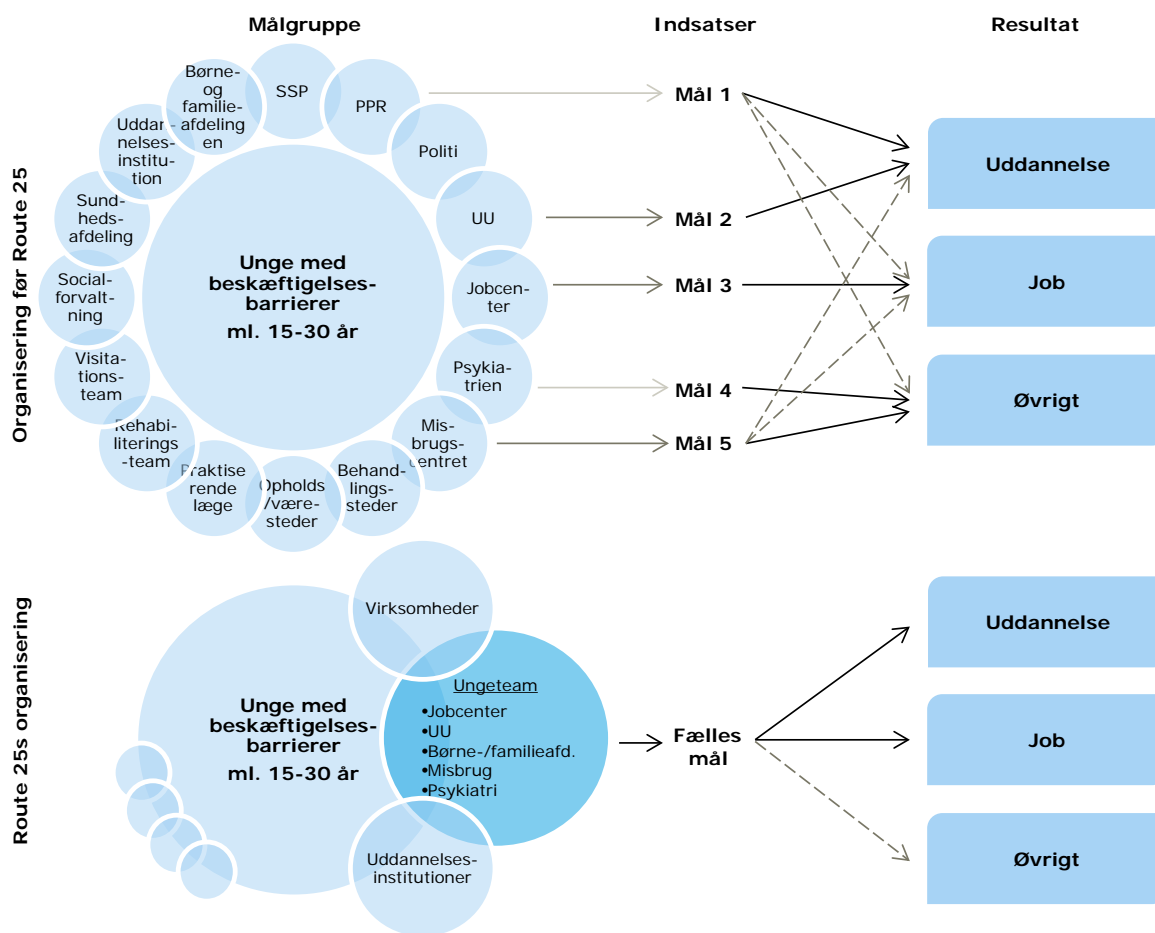 Målgruppe
Indsatser
Resultat
Organisering før Route 25
Børne-
og
familie-
afdeling
en
SSP
PPR
Politi
UU
Jobcen-
ter
Psykia-
trien
Mis-
brugs-
centret
Behand-
lings-
steder
Opholds
/være-
steder
Praktise
rende
læge
Rehabi-
literings
-team
Visita-
tions-
team
Social-
forvalt-
ning
Sund-
heds-
afdeling
Uddan-
nelses-
institu-
tion
Unge med
beskæftigelses-
barrierer
ml. 15-30 år
Mål 1
Mål 2
Mål 3
Mål 4
Mål 5
Uddannelse
Job
Øvrigt
Route 25s organisering
Virksomheder
Unge med
beskæftigelses-
barrierer
ml. 15-30 år
Ungeteam
•Jobcenter
•UU
•Børne-/familieafd.
•Misbrug
•Psykiatri
Uddannelses-
institutioner
Fælles
mål
Uddannelse
Job
Øvrigt